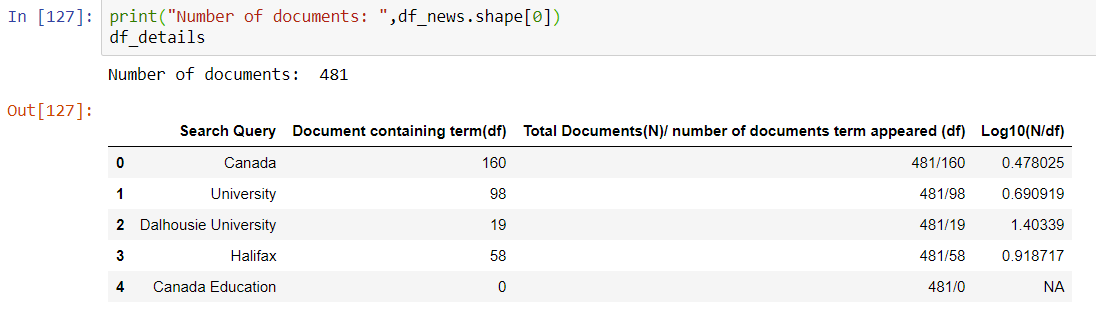 In [127]: print("Number of documents: ",df_news.shape[0])
df_details
Number of documents:  481
Out[127]:
Search Query Document containing term(df) Total Documents(N)/ number of documents term appeared (df) Log10(N/df)
0 Canada 160 481/160 0.478025
1 University 98 481/98 0.690919
2 Dalhousie University 19 481/19 1.40339
3 Halifax 58 481/58 0.918717
4 Canada Education 0 481/0 NA